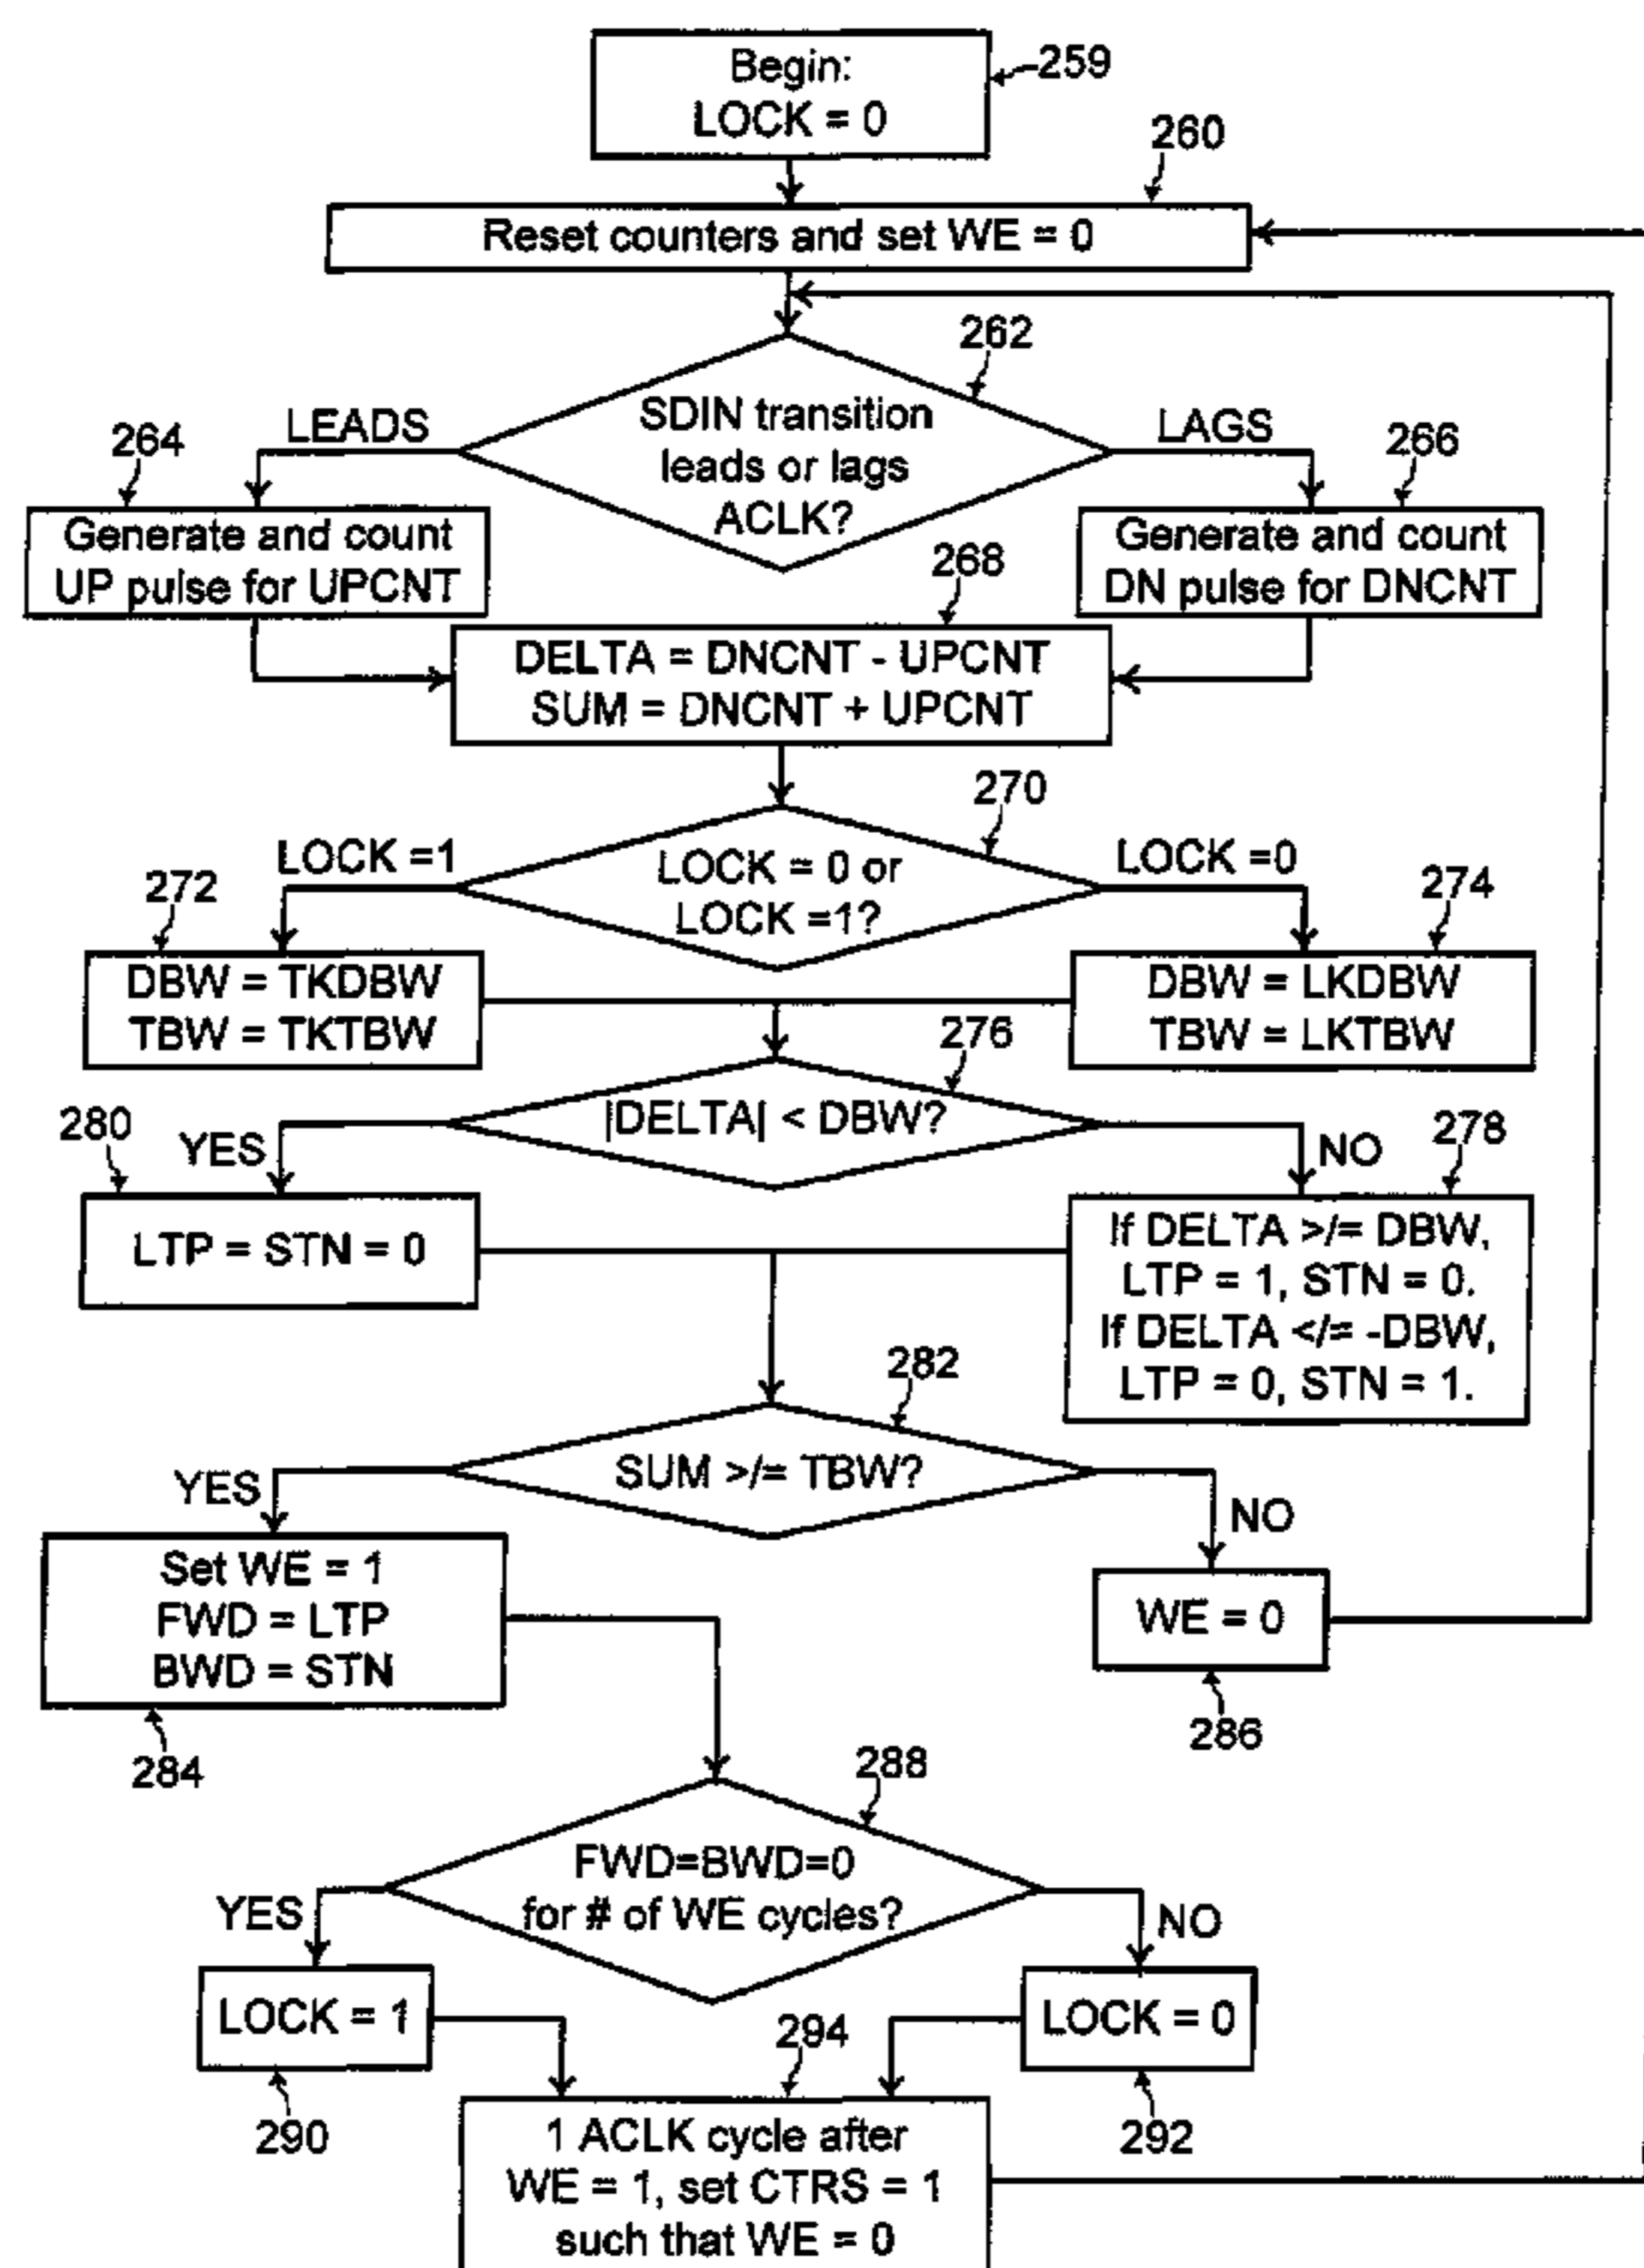 Begin:
LOCK = 0
259
260
Reset counters and set WE = 0
262
SDIN transition
leads or lags
ACLK?
LEADS
LAGS
264
266
Generate and count
UP pulse for UPCNT
Generate and count
DN pulse for DNCNT
268
DELTA = DNCNT - UPCNT
SUM = DNCNT + UPCNT
270
LOCK =1
LOCK = 0 or
LOCK =1?
LOCK =0
272
274
DBW = TKDBW
TBW = TKTBW
DBW = LKDBW
TBW = LKTBW
276
|DELTA| < DBW?
280
YES
NO
278
LTP = STN = 0
If DELTA >/= DBW,
LTP = 1, STN = 0.
If DELTA </= -DBW,
LTP = 0, STN = 1.
282
SUM >/= TBW?
YES
NO
Set WE = 1
FWD = LTP
BWD = STN
WE = 0
284
286
288
FWD=BWD=0
for # of WE cycles?
YES
NO
LOCK = 1
LOCK = 0
290
292
294
1 ACLK cycle after
WE = 1, set CTRS = 1
such that WE = 0